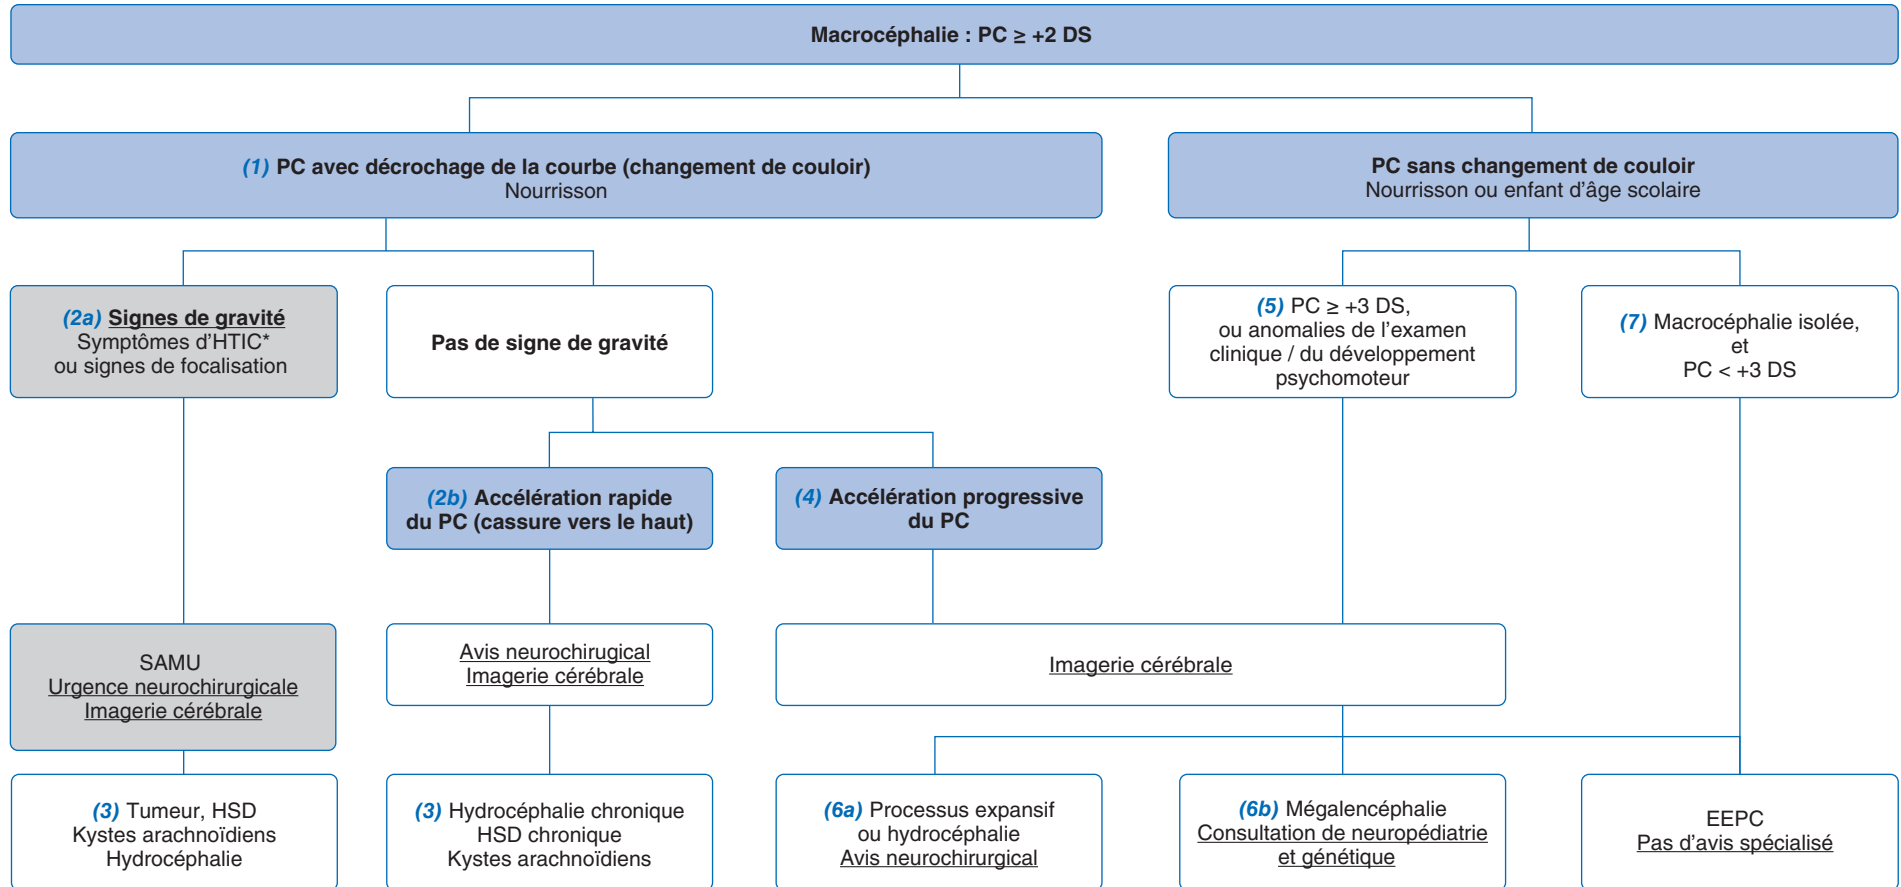 Macrocéphalie : PC ≥ +2 DS
(1) PC avec décrochage de la courbe (changement de couloir)
Nourrisson
PC sans changement de couloir
Nourrisson ou enfant d'âge scolaire
(2a) Signes de gravité
Symptômes d'HTIC*
ou signes de focalisation
Pas de signe de gravité
(5) PC ≥ +3 DS,
ou anomalies de l'examen
clinique / du développement
psychomoteur
(7) Macrocéphalie isolée,
et
PC < +3 DS
(2b) Accélération rapide
du PC (cassure vers le haut)
(4) Accélération progressive
du PC
SAMU
Urgence neurochirurgicale
Imagerie cérébrale
Avis neurochirugical
Imagerie cérébrale
Imagerie cérébrale
(3) Tumeur, HSD
Kystes arachnoïdiens
Hydrocéphalie
(3) Hydrocéphalie chronique
HSD chronique
Kystes arachnoïdiens
(6a) Processus expansif
ou hydrocéphalie
Avis neurochirurgical
(6b) Mégalencéphalie
Consultation de neuropédiatrie
et génétique
EEPC
Pas d'avis spécialisé